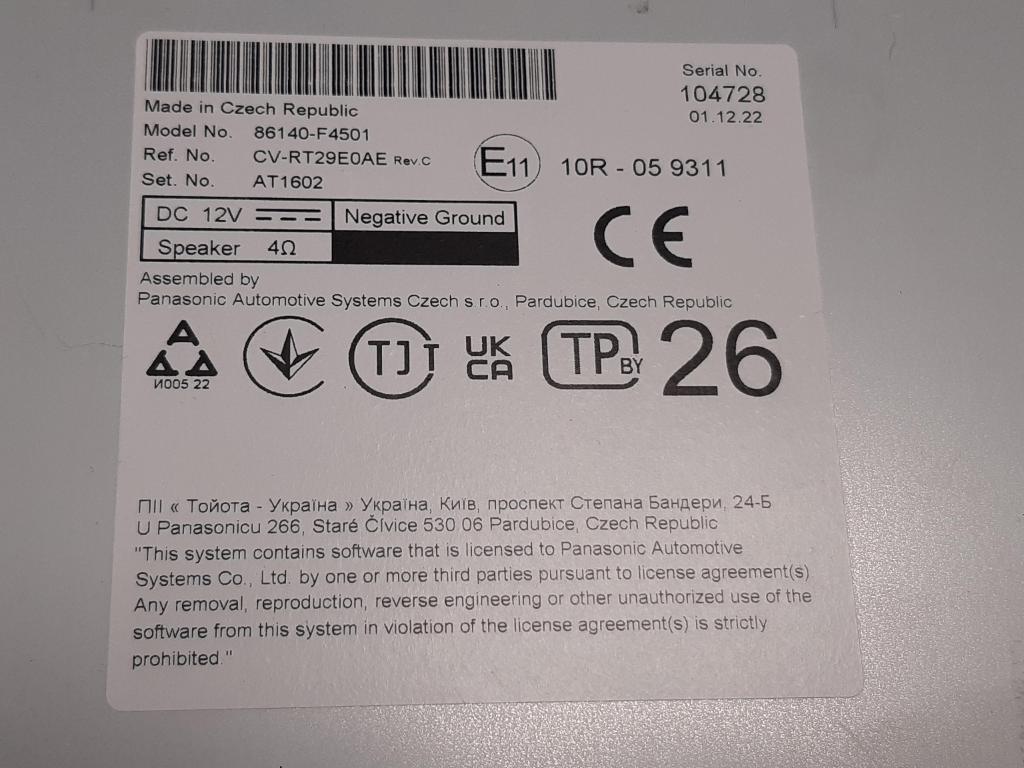 Serial No.
104728
01.12.22
Made in Czech Republic
Model No. 86140-F4501
Ref. No. CV-RT29E0AE Rev.C
Set. No. AT1602
E11 10R - 05 9311
DC 12V Negative Ground
Speaker 4Ω
CE
Assembled by
Panasonic Automotive Systems Czech s r.o., Pardubice, Czech Republic
И005 22
TJt
UK
CA
TP BY
26
ПІІ « Тойота - Україна » Україна, Київ, проспект Степана Бандери, 24-Б
U Panasonicu 266, Staré Čívice 530 06 Pardubice, Czech Republic
"This system contains software that is licensed to Panasonic Automotive
Systems Co., Ltd. by one or more third parties pursuant to license agreement(s)
Any removal, reproduction, reverse engineering or other unauthorized use of the
software from this system in violation of the license agreement(s) is strictly
prohibited."